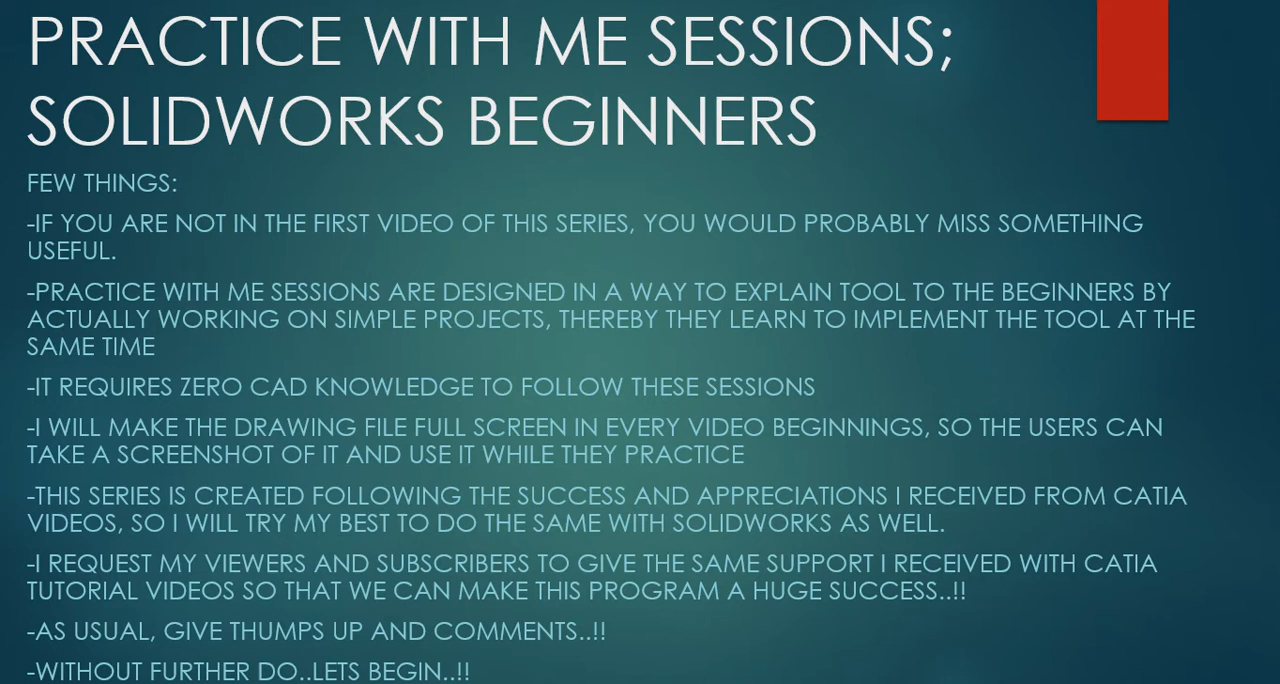 PRACTICE WITH ME SESSIONS;
SOLIDWORKS BEGINNERS
FEW THINGS:
-IF YOU ARE NOT IN THE FIRST VIDEO OF THIS SERIES, YOU WOULD PROBABLY MISS SOMETHING
USEFUL.
-PRACTICE WITH ME SESSIONS ARE DESIGNED IN A WAY TO EXPLAIN TOOL TO THE BEGINNERS BY
ACTUALLY WORKING ON SIMPLE PROJECTS, THEREBY THEY LEARN TO IMPLEMENT THE TOOL AT THE
SAME TIME
-IT REQUIRES ZERO CAD KNOWLEDGE TO FOLLOW THESE SESSIONS
-I WILL MAKE THE DRAWING FILE FULL SCREEN IN EVERY VIDEO BEGINNINGS, SO THE USERS CAN
TAKE A SCREENSHOT OF IT AND USE IT WHILE THEY PRACTICE
-THIS SERIES IS CREATED FOLLOWING THE SUCCESS AND APPRECIATIONS I RECEIVED FROM CATIA
VIDEOS, SO I WILL TRY MY BEST TO DO THE SAME WITH SOLIDWORKS AS WELL.
-I REQUEST MY VIEWERS AND SUBSCRIBERS TO GIVE THE SAME SUPPORT I RECEIVED WITH CATIA
TUTORIAL VIDEOS SO THAT WE CAN MAKE THIS PROGRAM A HUGE SUCCESS..!!
-AS USUAL, GIVE THUMPS UP AND COMMENTS..!!
-WITHOUT FURTHER DO..LETS BEGIN..!!